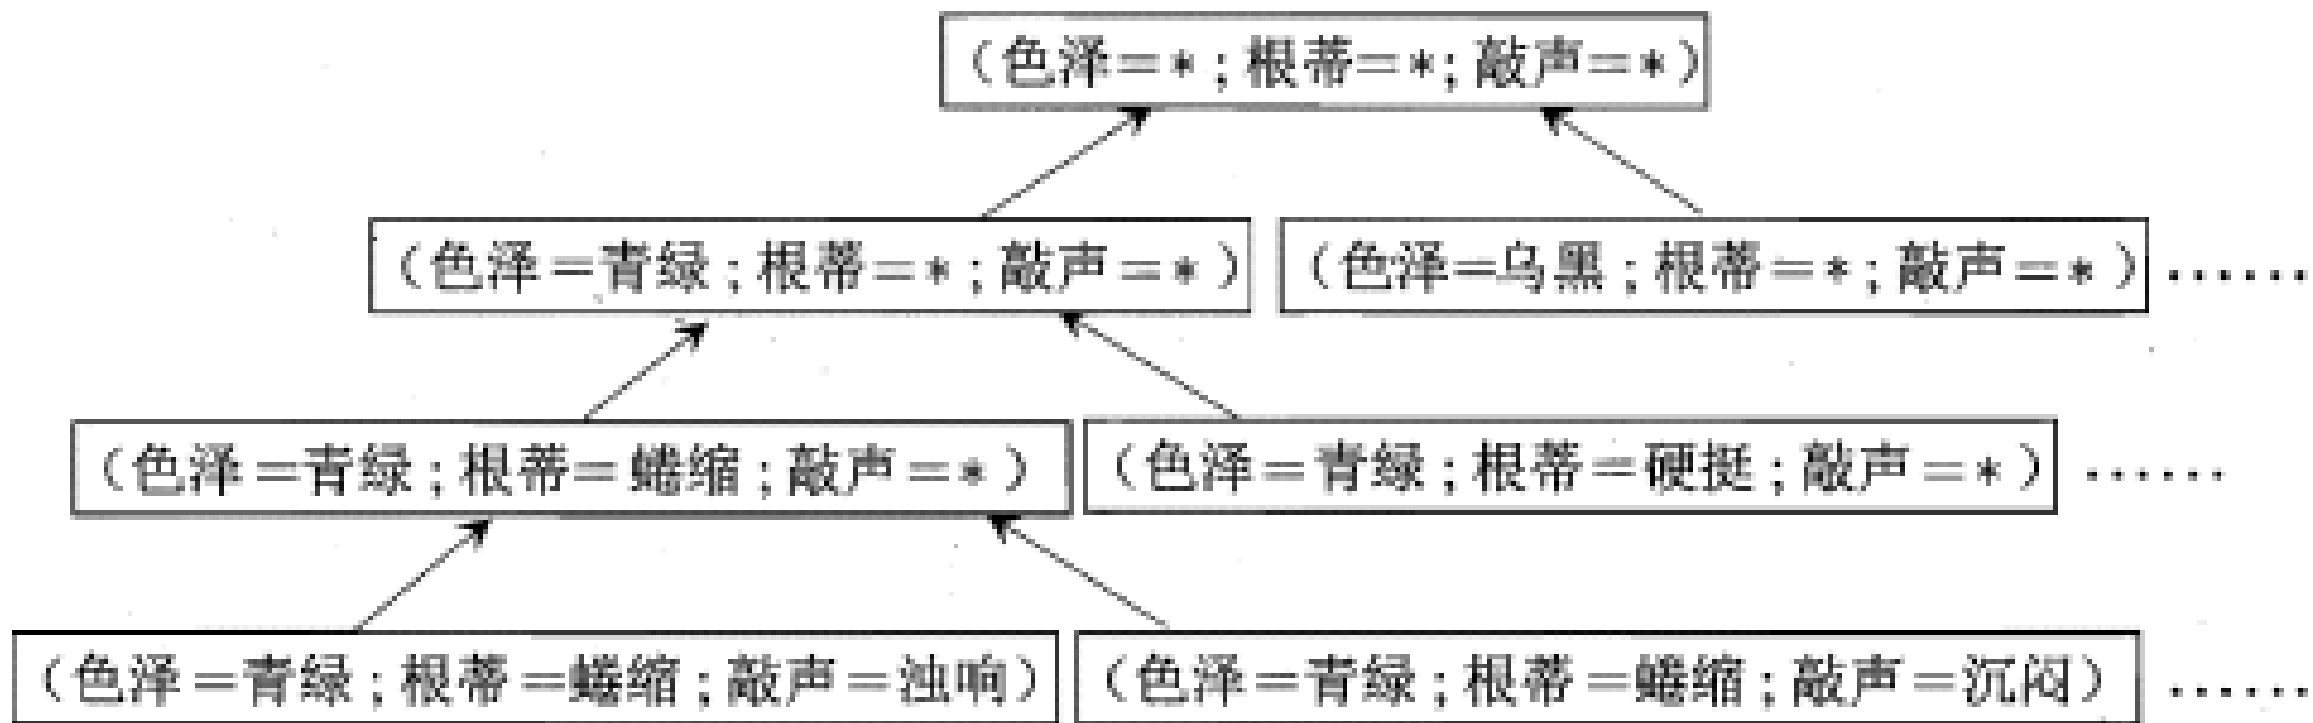 (色泽=*;根蒂=*;敲声=*)
(色泽=青绿;根蒂=*;敲声=*) (色泽=乌黑;根蒂=*;敲声=*) ······
(色泽=青绿;根蒂=蜷缩;敲声=*) (色泽=青绿;根蒂=硬挺;敲声=*) ······
(色泽=青绿;根蒂=蜷缩;敲声=浊响) (色泽=青绿;根蒂=蜷缩;敲声=沉闷) ······